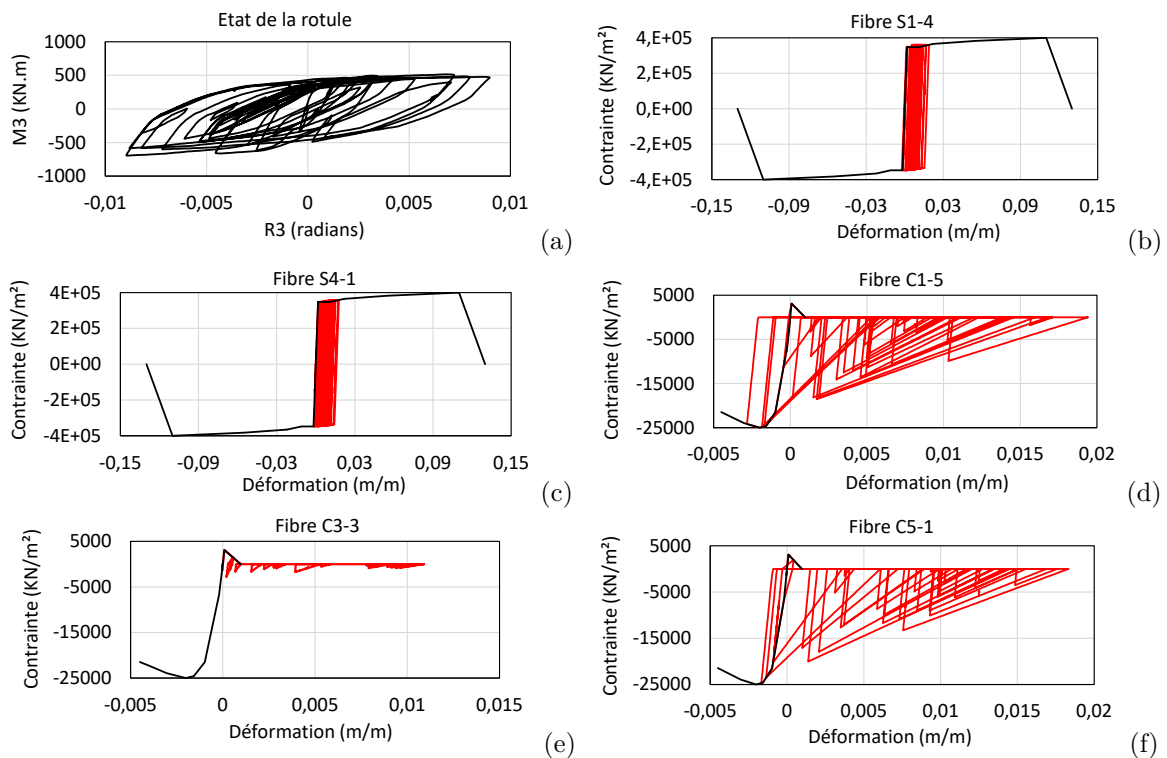 Etat de la rotule
M3 (KN.m)
1000
500
0
-500
-1000
-0,01
-0,005
0
0,005
0,01
R3 (radians)
(a)
Fibre S1-4
Contrainte (KN/m²)
4,E+05
2,E+05
0,E+00
-2,E+05
-4,E+05
-0,15
-0,09
-0,03
0,03
0,09
0,15
Déformation (m/m)
(b)
Fibre S4-1
Contrainte (KN/m²)
4E+05
2E+05
0E+00
-2E+05
-4E+05
-0,15
-0,09
-0,03
0,03
0,09
0,15
Déformation (m/m)
(c)
Fibre C1-5
Contrainte (KN/m²)
5000
-5000
-15000
-25000
-0,005
0
0,005
0,01
0,015
0,02
Déformation (m/m)
(d)
Fibre C3-3
Contrainte (KN/m²)
5000
-5000
-15000
-25000
-0,005
0
0,005
0,01
0,015
Déformation (m/m)
(e)
Fibre C5-1
Contrainte (KN/m²)
5000
-5000
-15000
-25000
-0,005
0
0,005
0,01
0,015
0,02
Déformation (m/m)
(f)